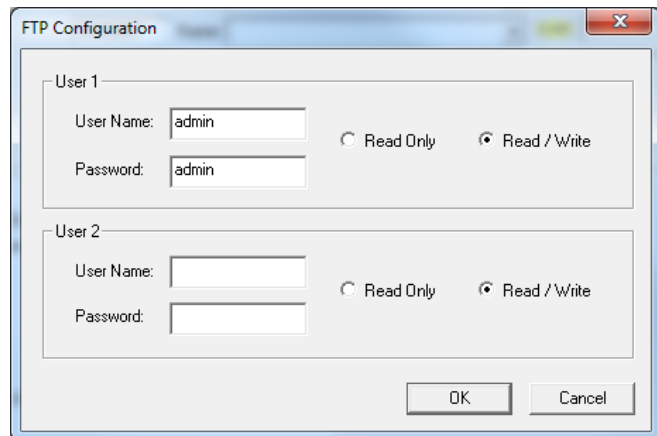 FTP Configuration
User 1
User Name: admin
Read Only Read / Write
Password: admin
User 2
User Name:
Read Only Read / Write
Password:
OK Cancel